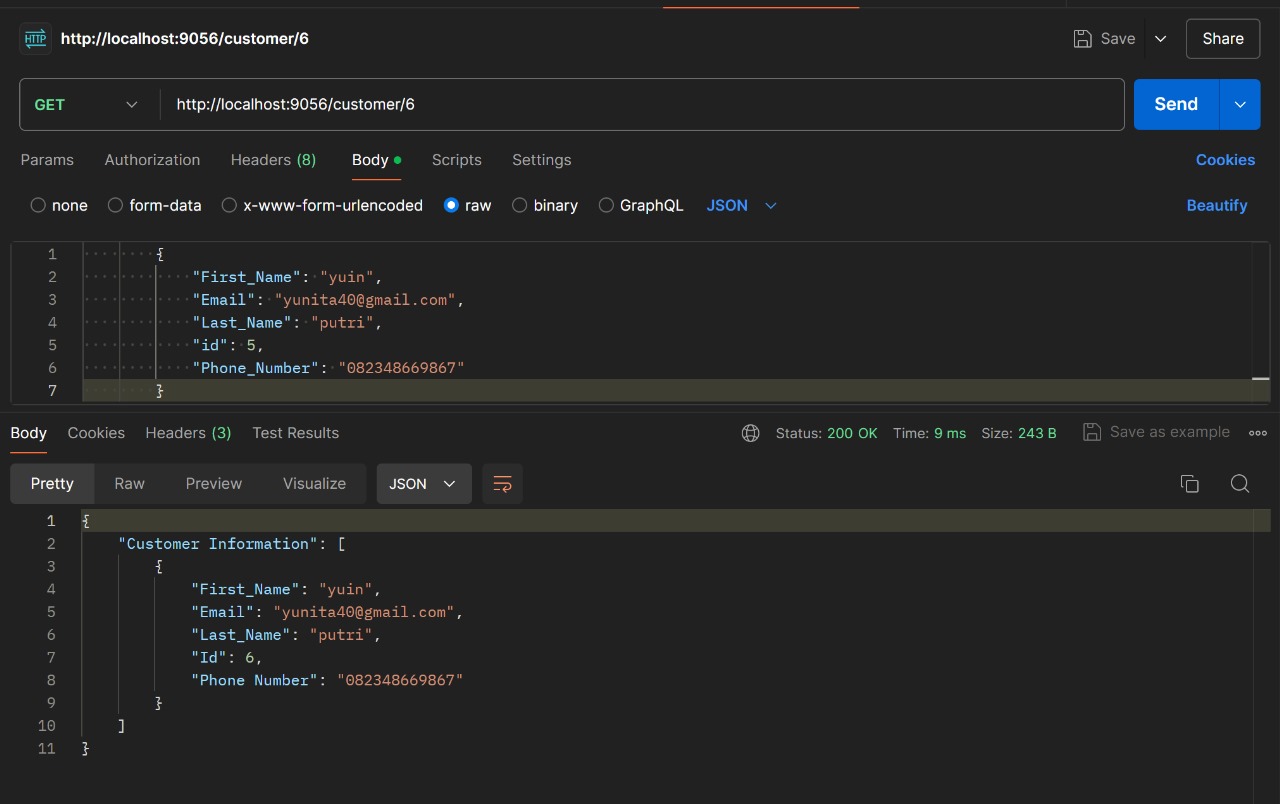 HTTP http://localhost:9056/customer/6 Save Share
GET http://localhost:9056/customer/6 Send
Params Authorization Headers (8) Body Scripts Settings Cookies
none form-data x-www-form-urlencoded raw binary GraphQL JSON Beautify
1 {
2 "First_Name": "yuin",
3 "Email": "yunita40@gmail.com",
4 "Last_Name": "putri",
5 "id": 5,
6 "Phone_Number": "082348669867"
7 }
Body Cookies Headers (3) Test Results Status: 200 OK Time: 9 ms Size: 243 B Save as example
Pretty Raw Preview Visualize JSON
1 {
2 "Customer Information": [
3 {
4 "First_Name": "yuin",
5 "Email": "yunita40@gmail.com",
6 "Last_Name": "putri",
7 "Id": 6,
8 "Phone Number": "082348669867"
9 }
10 ]
11 }